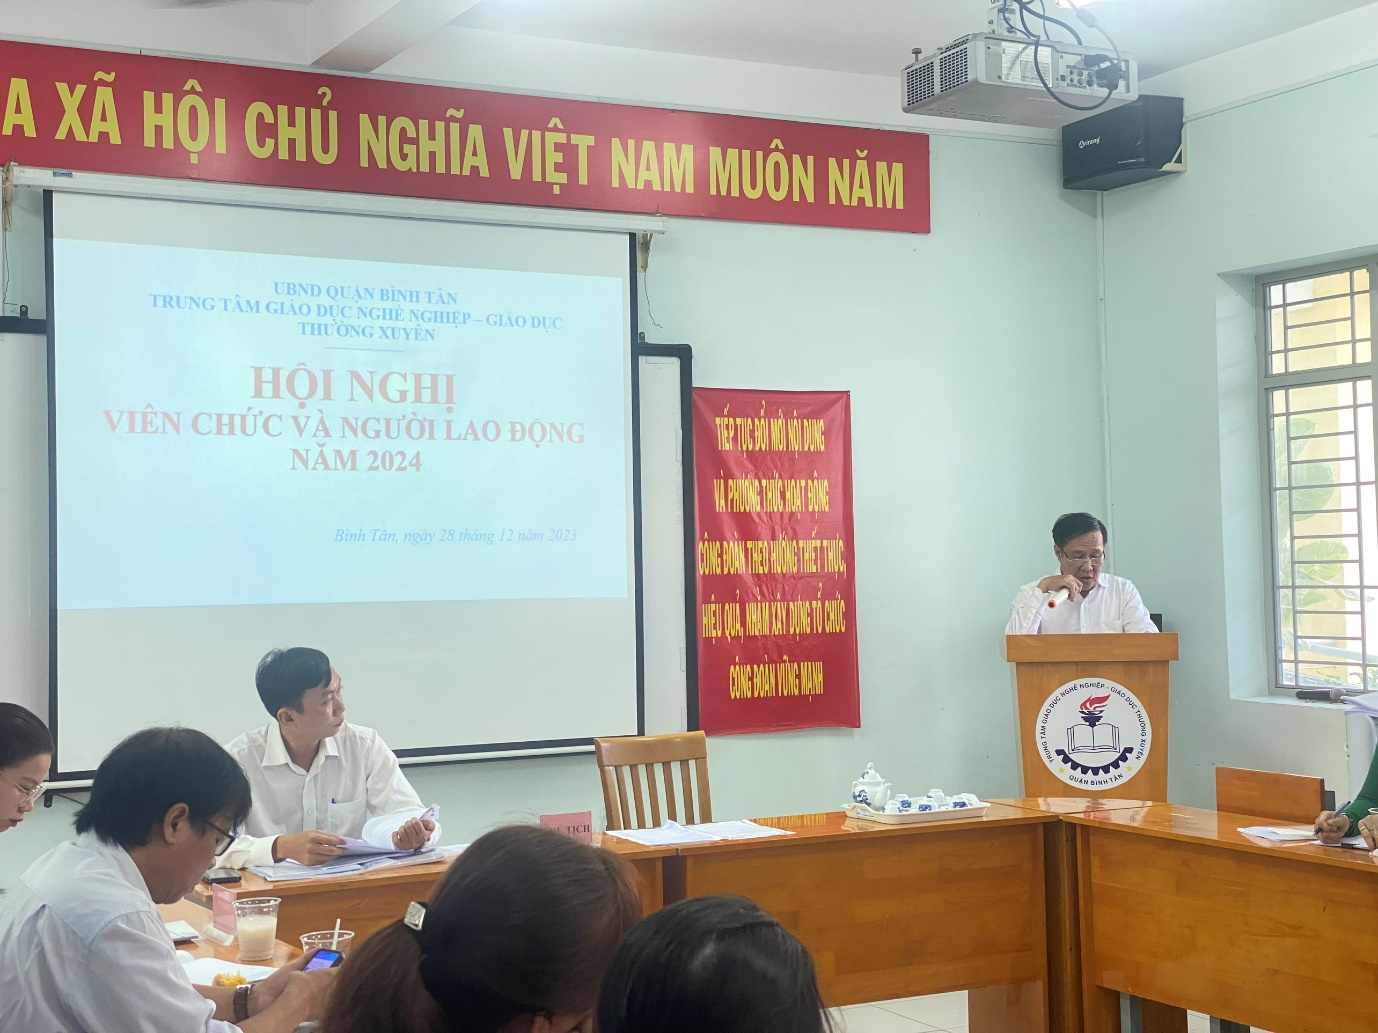 A XÃ HỘI CHỦ NGHĨA VIỆT NAM MUÔN NĂM
UBND QUẬN BÌNH TÂN
TRUNG TÂM GIÁO DỤC NGHỀ NGHIỆP – GIÁO DỤC
THƯỜNG XUYÊN
HỘI NGHỊ
VIÊN CHỨC VÀ NGƯỜI LAO ĐỘNG
NĂM 2024
Bình Tân, ngày 28 tháng 12 năm 2023
TIẾP TỤC ĐỔI MỚI NỘI DUNG
VÀ PHƯƠNG THỨC HOẠT ĐỘNG
CÔNG ĐOÀN THEO HƯỚNG THIẾT THỰC,
HIỆU QUẢ, NHẰM XÂY DỰNG TỔ CHỨC
CÔNG ĐOÀN VỮNG MẠNH
Arirang
TRUNG TÂM GIÁO DỤC NGHỀ NGHIỆP - GIÁO DỤC THƯỜNG XUYÊN
QUẬN BÌNH TÂN
TỊCH